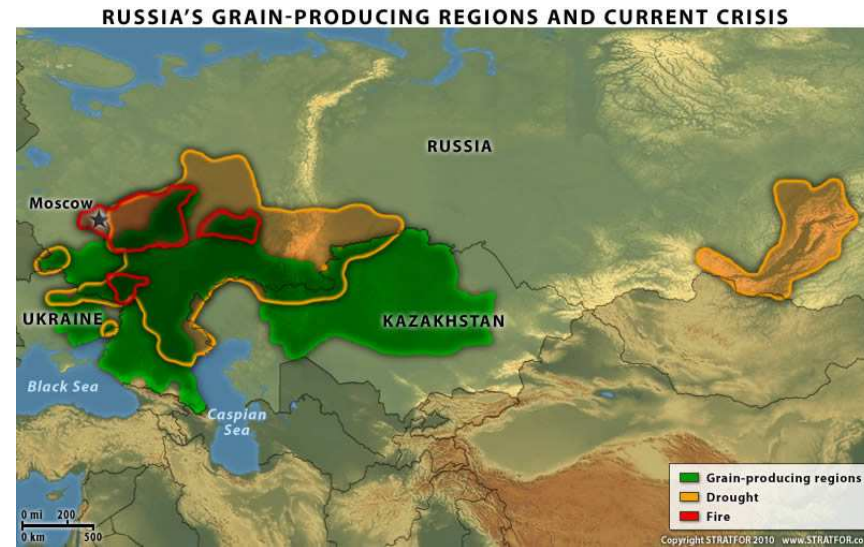 RUSSIA'S GRAIN-PRODUCING REGIONS AND CURRENT CRISIS
RUSSIA
Moscow
UKRAINE
KAZAKHSTAN
Black Sea
Caspian
Sea
Grain-producing regions
Drought
Fire
0 mi 200
0 km 500
Copyright STRATFOR 2010 www.STRATFOR.co